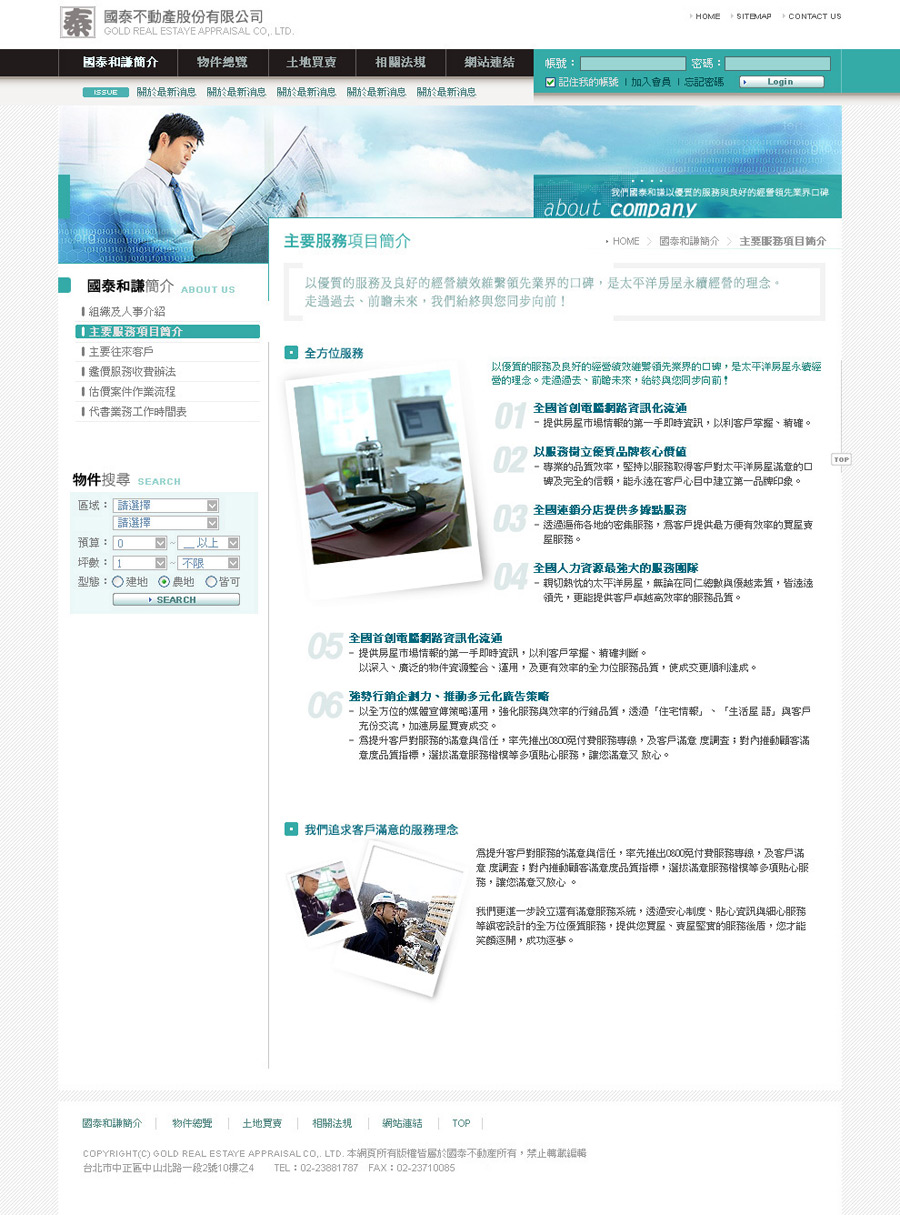 泰 國泰不動產股份有限公司
GOLD REAL ESTAYE APPRAISAL CO,. LTD.
HOME SITEMAP CONTACT US
國泰和謙簡介 物件總覽 土地買賣 相關法規 網站連結
帳號： 密碼：
記住我的帳號 | 加入會員 | 忘記密碼 Login
ISSUE 關於最新消息 關於最新消息 關於最新消息 關於最新消息 關於最新消息
我們國泰和謙以優質的服務與良好的經營領先業界口碑
about company
主要服務項目簡介
HOME > 國泰和謙簡介 > 主要服務項目簡介
以優質的服務及良好的經營績效維繫領先業界的口碑，是太平洋房屋永續經營的理念。
走過過去、前瞻未來，我們紿終與您同步向前！
國泰和謙簡介 ABOUT US
組織及人事介紹
主要服務項目簡介
主要往來客戶
鑑價服務收費辦法
估價案件作業流程
代書業務工作時間表
物件搜尋 SEARCH
區域： 請選擇
請選擇
預算： 0 ~ __ 以上
坪數： 1 ~ 不限
型態： 建地 農地 皆可
SEARCH
全方位服務
以優質的服務及良好的經營績效維繫領先業界的口碑，是太平洋房屋永續經
營的理念。走過過去、前瞻未來，紿終與您同步向前！
01 全國首創電腦網路資訊化流通
- 提供房屋市場情報的第一手即時資訊，以利客戶掌握、精確。
02 以服務樹立優質品牌核心價值
- 專業的品質效率，堅持以服務取得客戶對太平洋房屋滿意的口
碑及完全的信賴，能永遠在客戶心目中建立第一品牌印象。
03 全國連鎖分店提供多據點服務
- 透過遍佈各地的密集服務，為客戶提供最方便有效率的買屋賣
屋服務。
04 全國人力資源最強大的服務團隊
- 親切熱忱的太平洋房屋，無論在同仁總數與優越素質，皆遠遠
領先，更能提供客戶卓越高效率的服務品質。
TOP
05 全國首創電腦網路資訊化流通
- 提供房屋市場情報的第一手即時資訊，以利客戶掌握、精確判斷。
以深入、廣泛的物件資源整合、運用，及更有效率的全力位服務品質，使成交更順利達成。
06 強勢行銷企劃力、推動多元化廣告策略
- 以全方位的媒體宣傳策略運用，強化服務與效率的行銷品質，透過「住宅情報」、「生活屋 語」與客戶
充份交流，加速房屋買賣成交。
- 為提升客戶對服務的滿意與信任，率先推出0800免付費服務專線，及客戶滿意 度調查；對內推動顧客滿
意度品質指標，選拔滿意服務楷模等多項貼心服務，讓您滿意又 放心。
我們追求客戶滿意的服務理念
為提升客戶對服務的滿意與信任，率先推出0800免付費服務專線，及客戶滿
意 度調查；對內推動顧客滿意度品質指標，選拔滿意服務楷模等多項貼心服
務，讓您滿意又放心 。
我們更進一步設立還有滿意服務系統，透過安心制度、貼心資訊與細心服務
等縝密設計的全方位優質服務，提供您買屋、賣屋堅實的服務後盾，您才能
笑顏逐開，成功逐夢。
國泰和謙簡介 | 物件總覽 | 土地買賣 | 相關法規 | 網站連結 | TOP |
COPYRIGHT(C) GOLD REAL ESTAYE APPRAISAL CO,. LTD. 本網頁所有版權皆屬於國泰不動產所有，禁止轉載編輯
台北市中正區中山北路一段2號10樓之4 TEL：02-23881787 FAX：02-23710085